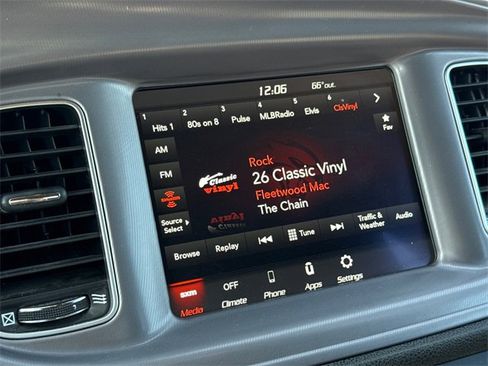 12:06 66°out.
1 2 3 4 5 6
Hits 1 80s on 8 Pulse MLBRadio Elvis ClsVinyl
AM
Fav
Rock
FM
Classic Vinyl
26 Classic Vinyl
Fleetwood Mac
The Chain
Source Select
Browse Replay Tune Traffic & Weather Audio
sxm OFF
Media Climate Phone Apps Settings